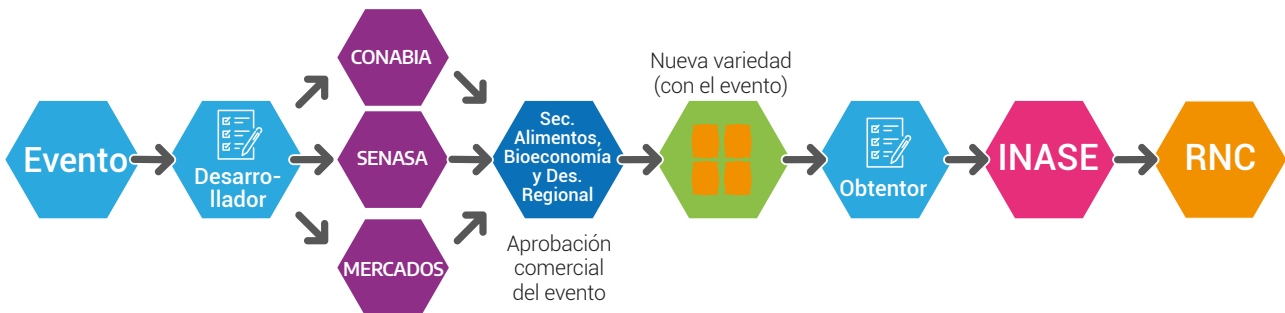 Evento
Desarro-
llador
CONABIA
SENASA
MERCADOS
Sec.
Alimentos,
Bioeconomía
y Des.
Regional
Aprobación
comercial
del evento
Nueva variedad
(con el evento)
Obtentor
INASE
RNC